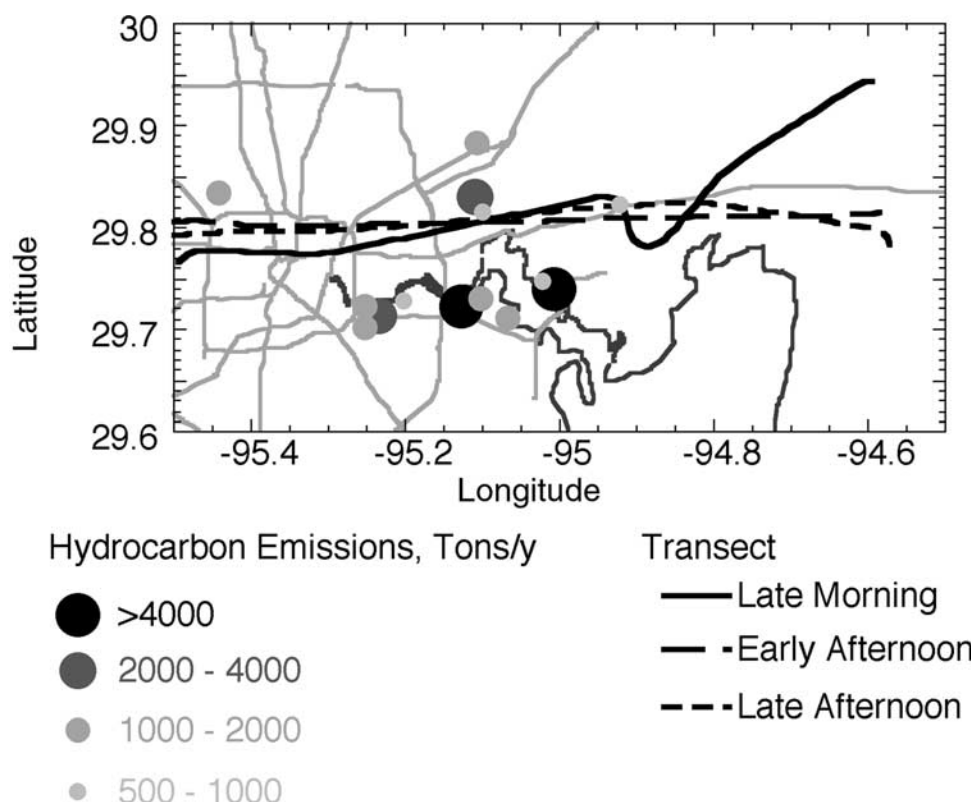 30
29.9
29.8
29.7
29.6
Latitude
-95.4 -95.2 -95 -94.8 -94.6
Longitude
Hydrocarbon Emissions, Tons/y
>4000
2000 - 4000
1000 - 2000
500 - 1000
Transect
Late Morning
Early Afternoon
Late Afternoon